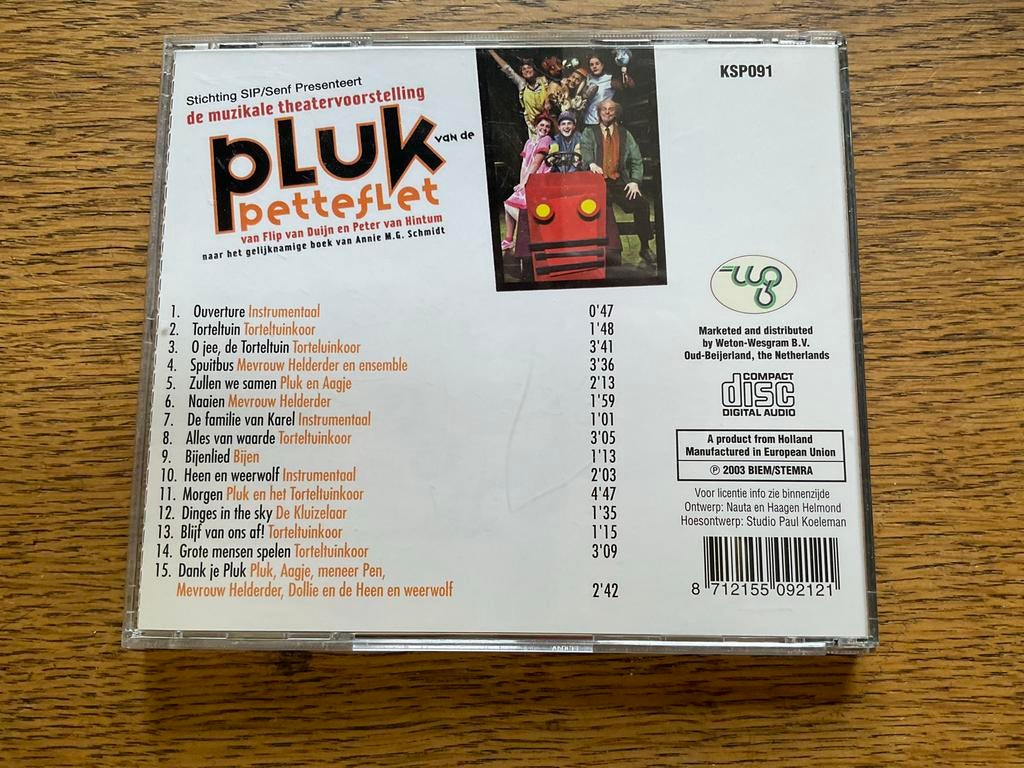 Stichting SIP/Senf Presenteert
de muzikale theatervoorstelling
pluk van de
petteflet
van Flip van Duijn en Peter van Hintum
naar het gelijknamige boek van Annie M.G. Schmidt
KSP091
1. Ouverture Instrumentaal 0'47
2. Torteltuin Torteltuinkoor 1'48
3. O jee, de Torteltuin Torteluinkoor 3'41
4. Spuitbus Mevrouw Helderder en ensemble 3'36
5. Zullen we samen Pluk en Aagje 2'13
6. Naaien Mevrouw Helderder 1'59
7. De familie van Karel Instrumentaal 1'01
8. Alles van waarde Torteltuinkoor 3'05
9. Bijenlied Bijen 1'13
10. Heen en weerwolf Instrumentaal 2'03
11. Morgen Pluk en het Torteltuinkoor 4'47
12. Dinges in the sky De Kluizelaar 1'35
13. Blijf van ons af! Torteltuinkoor 1'15
14. Grote mensen spelen Torteltuinkoor 3'09
15. Dank je Pluk Pluk, Aagje, meneer Pen,
Mevrouw Helderder, Dollie en de Heen en weerwolf 2'42
Marketed and distributed
by Weton-Wesgram B.V.
Oud-Beijerland, the Netherlands
COMPACT
disc
DIGITAL AUDIO
A product from Holland
Manufactured in European Union
℗ 2003 BIEM/STEMRA
Voor licentie info zie binnenzijde
Ontwerp: Nauta en Haagen Helmond
Hoesontwerp: Studio Paul Koeleman
8 712155 092121